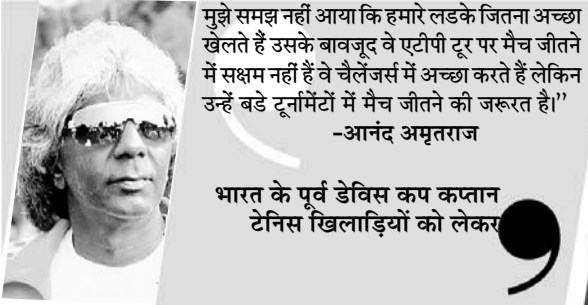 मुझे समझ नहीं आया कि हमारे लडके जितना अच्छा
खेलते हैं उसके बावजूद वे एटीपी टूर पर मैच जीतने
में सक्षम नहीं हैं वे चैलेंजर्स में अच्छा करते हैं लेकिन
उन्हें बडे टूर्नामेंटों में मैच जीतने की जरूरत है।’’
-आनंद अमृतराज
भारत के पूर्व डेविस कप कप्तान
टेनिस खिलाड़ियों को लेकर